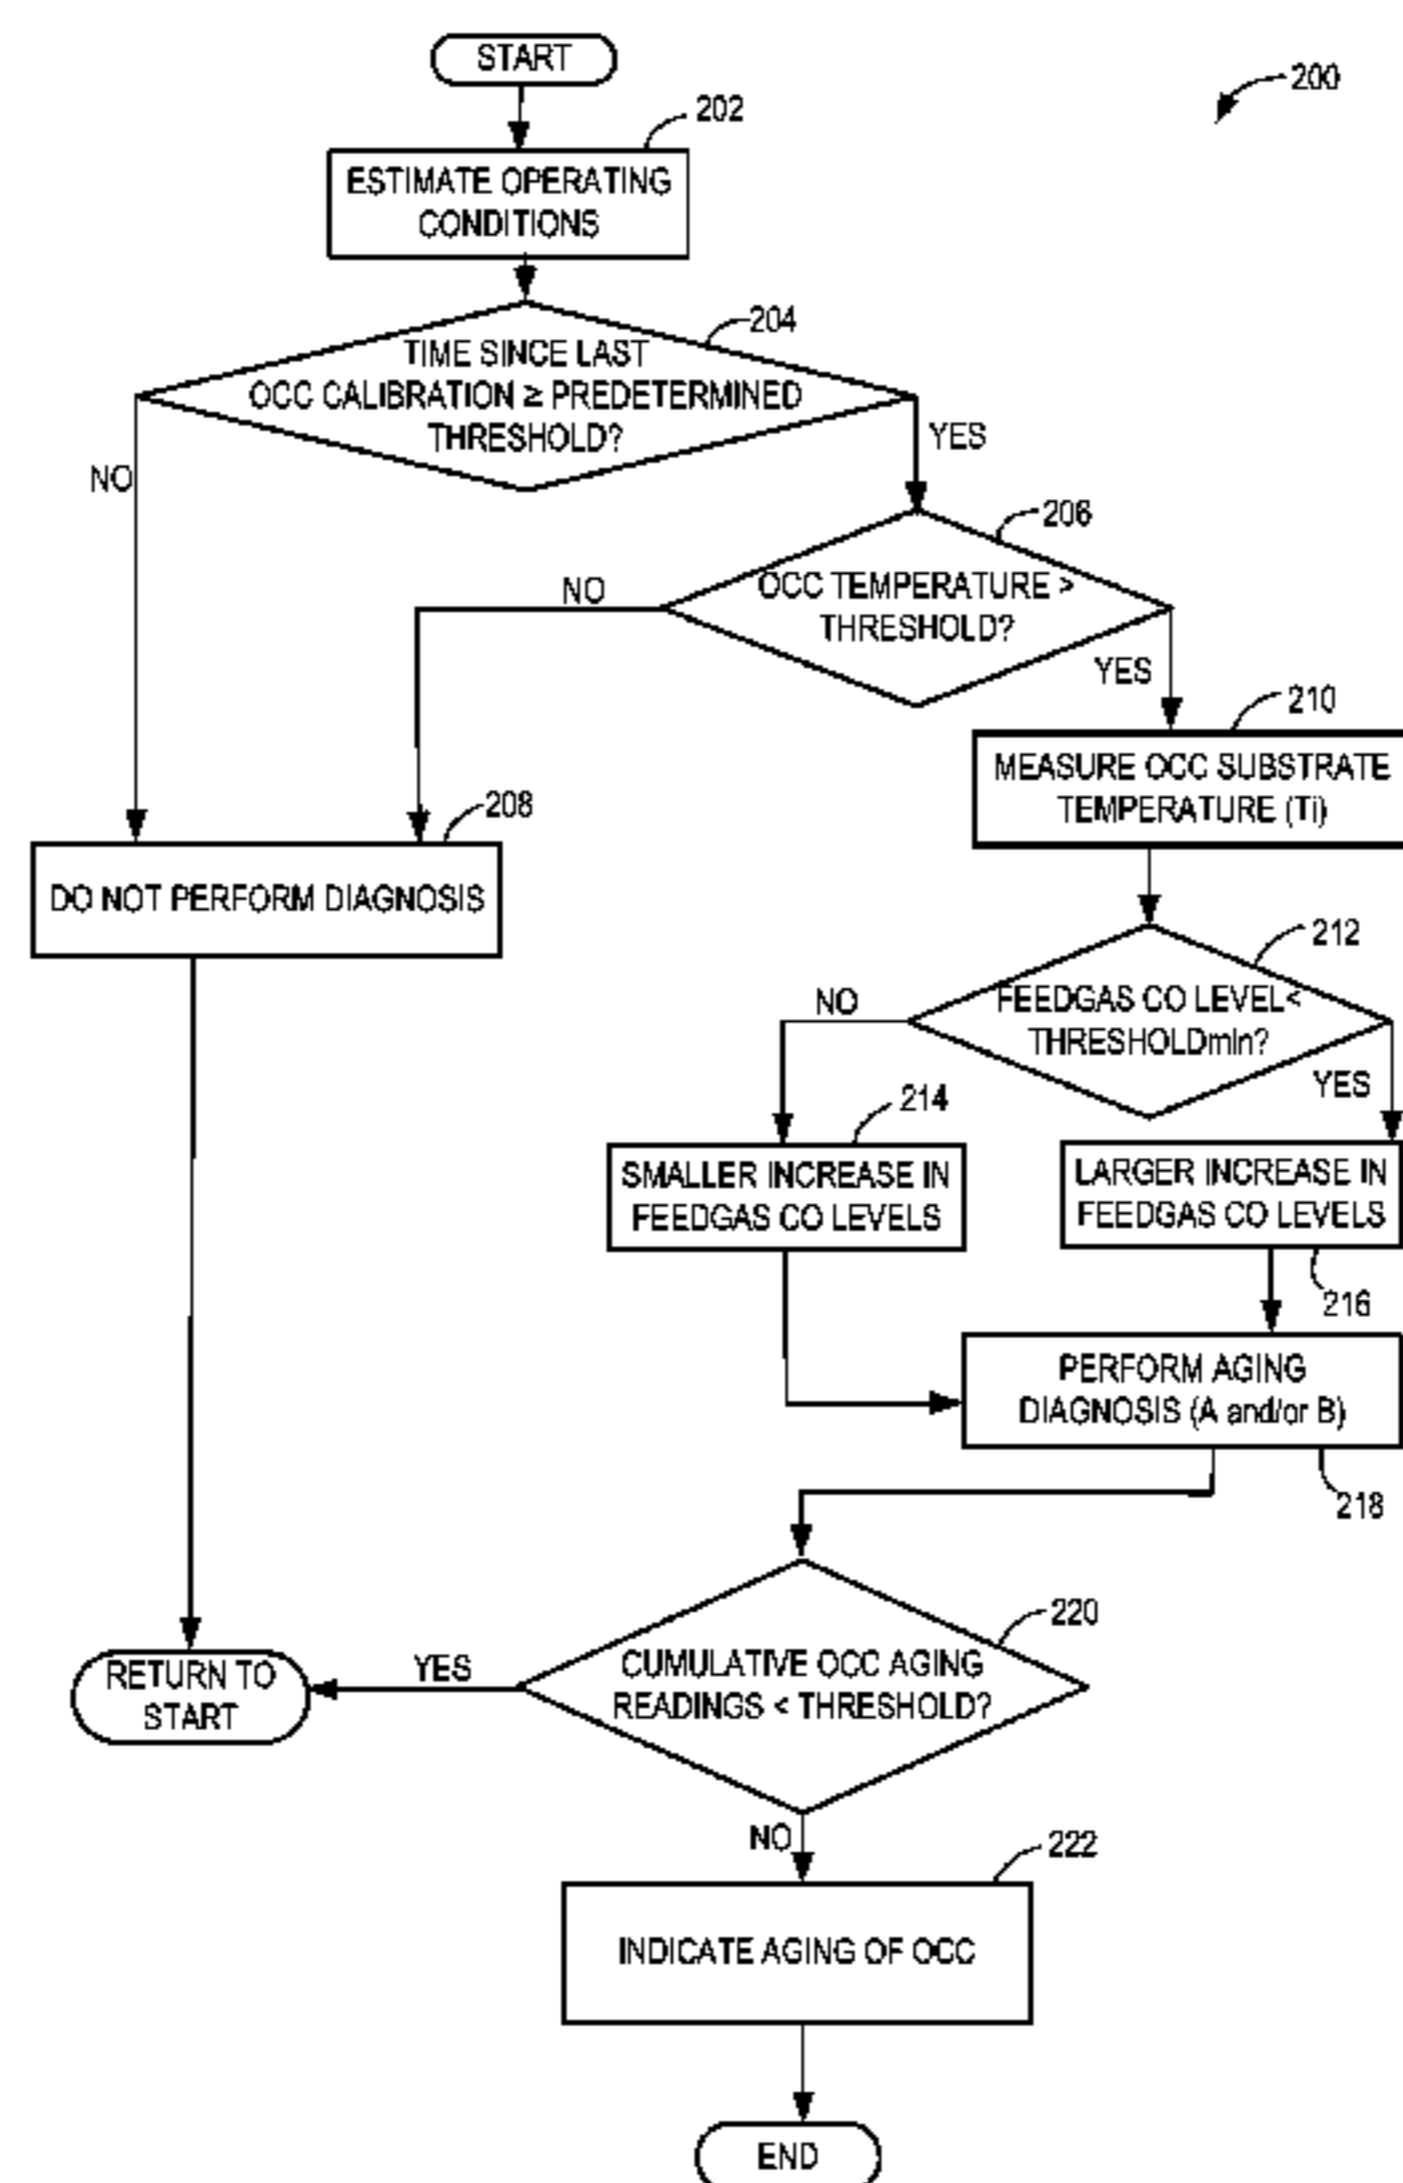 START
200
202
ESTIMATE OPERATING
CONDITIONS
204
TIME SINCE LAST
OCC CALIBRATION ≥ PREDETERMINED
THRESHOLD?
NO
YES
206
OCC TEMPERATURE >
THRESHOLD?
NO
YES
210
MEASURE OCC SUBSTRATE
TEMPERATURE (Ti)
208
DO NOT PERFORM DIAGNOSIS
212
FEEDGAS CO LEVEL<
THRESHOLDmin?
NO
YES
214
SMALLER INCREASE IN
FEEDGAS CO LEVELS
LARGER INCREASE IN
FEEDGAS CO LEVELS
216
PERFORM AGING
DIAGNOSIS (A and/or B)
218
220
CUMULATIVE OCC AGING
READINGS < THRESHOLD?
YES
RETURN TO
START
NO
222
INDICATE AGING OF OCC
END